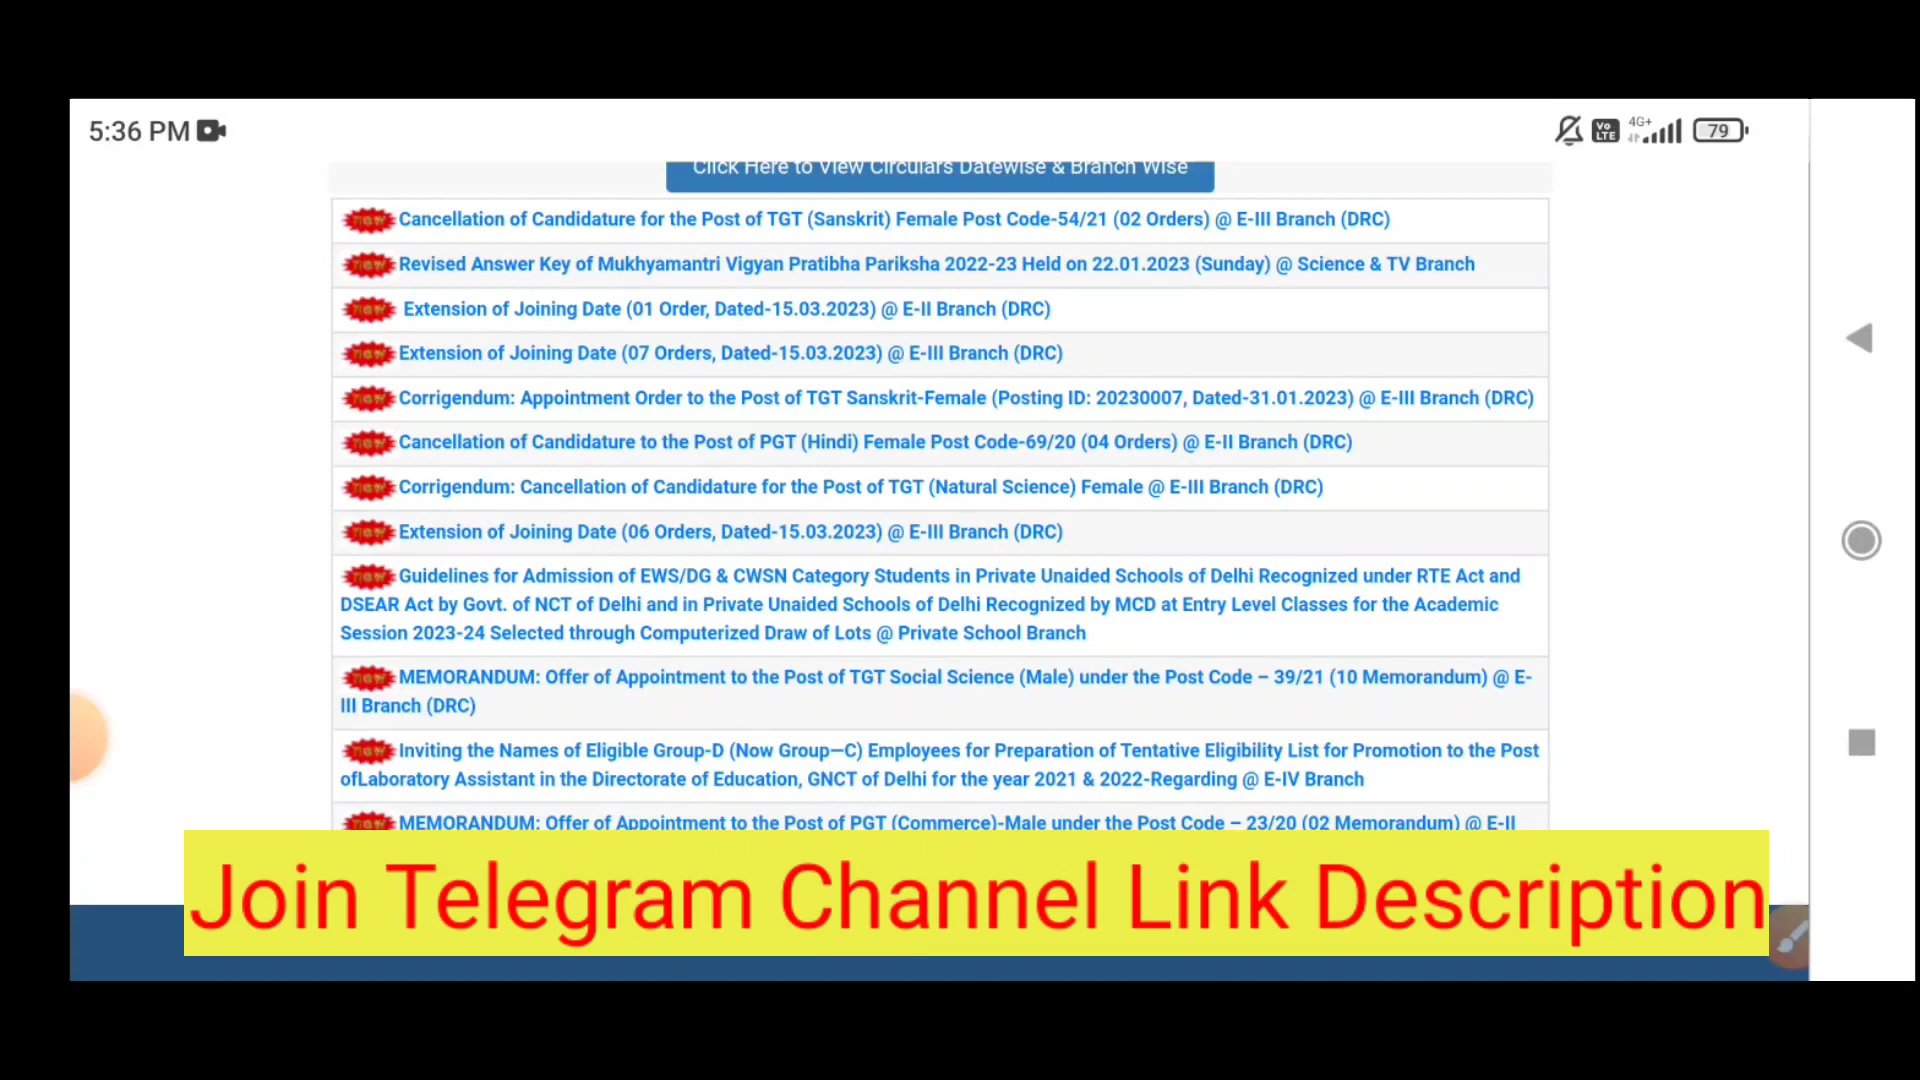 5:36 PM
Vo LTE 4G+ 79
Click Here to View Circulars Datewise & Branch Wise
Cancellation of Candidature for the Post of TGT (Sanskrit) Female Post Code-54/21 (02 Orders) @ E-III Branch (DRC)
Revised Answer Key of Mukhyamantri Vigyan Pratibha Pariksha 2022-23 Held on 22.01.2023 (Sunday) @ Science & TV Branch
Extension of Joining Date (01 Order, Dated-15.03.2023) @ E-II Branch (DRC)
Extension of Joining Date (07 Orders, Dated-15.03.2023) @ E-III Branch (DRC)
Corrigendum: Appointment Order to the Post of TGT Sanskrit-Female (Posting ID: 20230007, Dated-31.01.2023) @ E-III Branch (DRC)
Cancellation of Candidature to the Post of PGT (Hindi) Female Post Code-69/20 (04 Orders) @ E-II Branch (DRC)
Corrigendum: Cancellation of Candidature for the Post of TGT (Natural Science) Female @ E-III Branch (DRC)
Extension of Joining Date (06 Orders, Dated-15.03.2023) @ E-III Branch (DRC)
Guidelines for Admission of EWS/DG & CWSN Category Students in Private Unaided Schools of Delhi Recognized under RTE Act and
DSEAR Act by Govt. of NCT of Delhi and in Private Unaided Schools of Delhi Recognized by MCD at Entry Level Classes for the Academic
Session 2023-24 Selected through Computerized Draw of Lots @ Private School Branch
MEMORANDUM: Offer of Appointment to the Post of TGT Social Science (Male) under the Post Code – 39/21 (10 Memorandum) @ E-
III Branch (DRC)
Inviting the Names of Eligible Group-D (Now Group—C) Employees for Preparation of Tentative Eligibility List for Promotion to the Post
ofLaboratory Assistant in the Directorate of Education, GNCT of Delhi for the year 2021 & 2022-Regarding @ E-IV Branch
MEMORANDUM: Offer of Appointment to the Post of PGT (Commerce)-Male under the Post Code – 23/20 (02 Memorandum) @ E-II
Join Telegram Channel Link Description